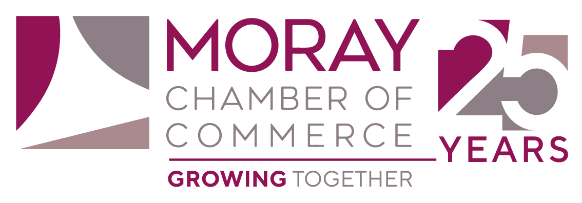 MORAY
CHAMBER OF
COMMERCE
GROWING TOGETHER
25
YEARS